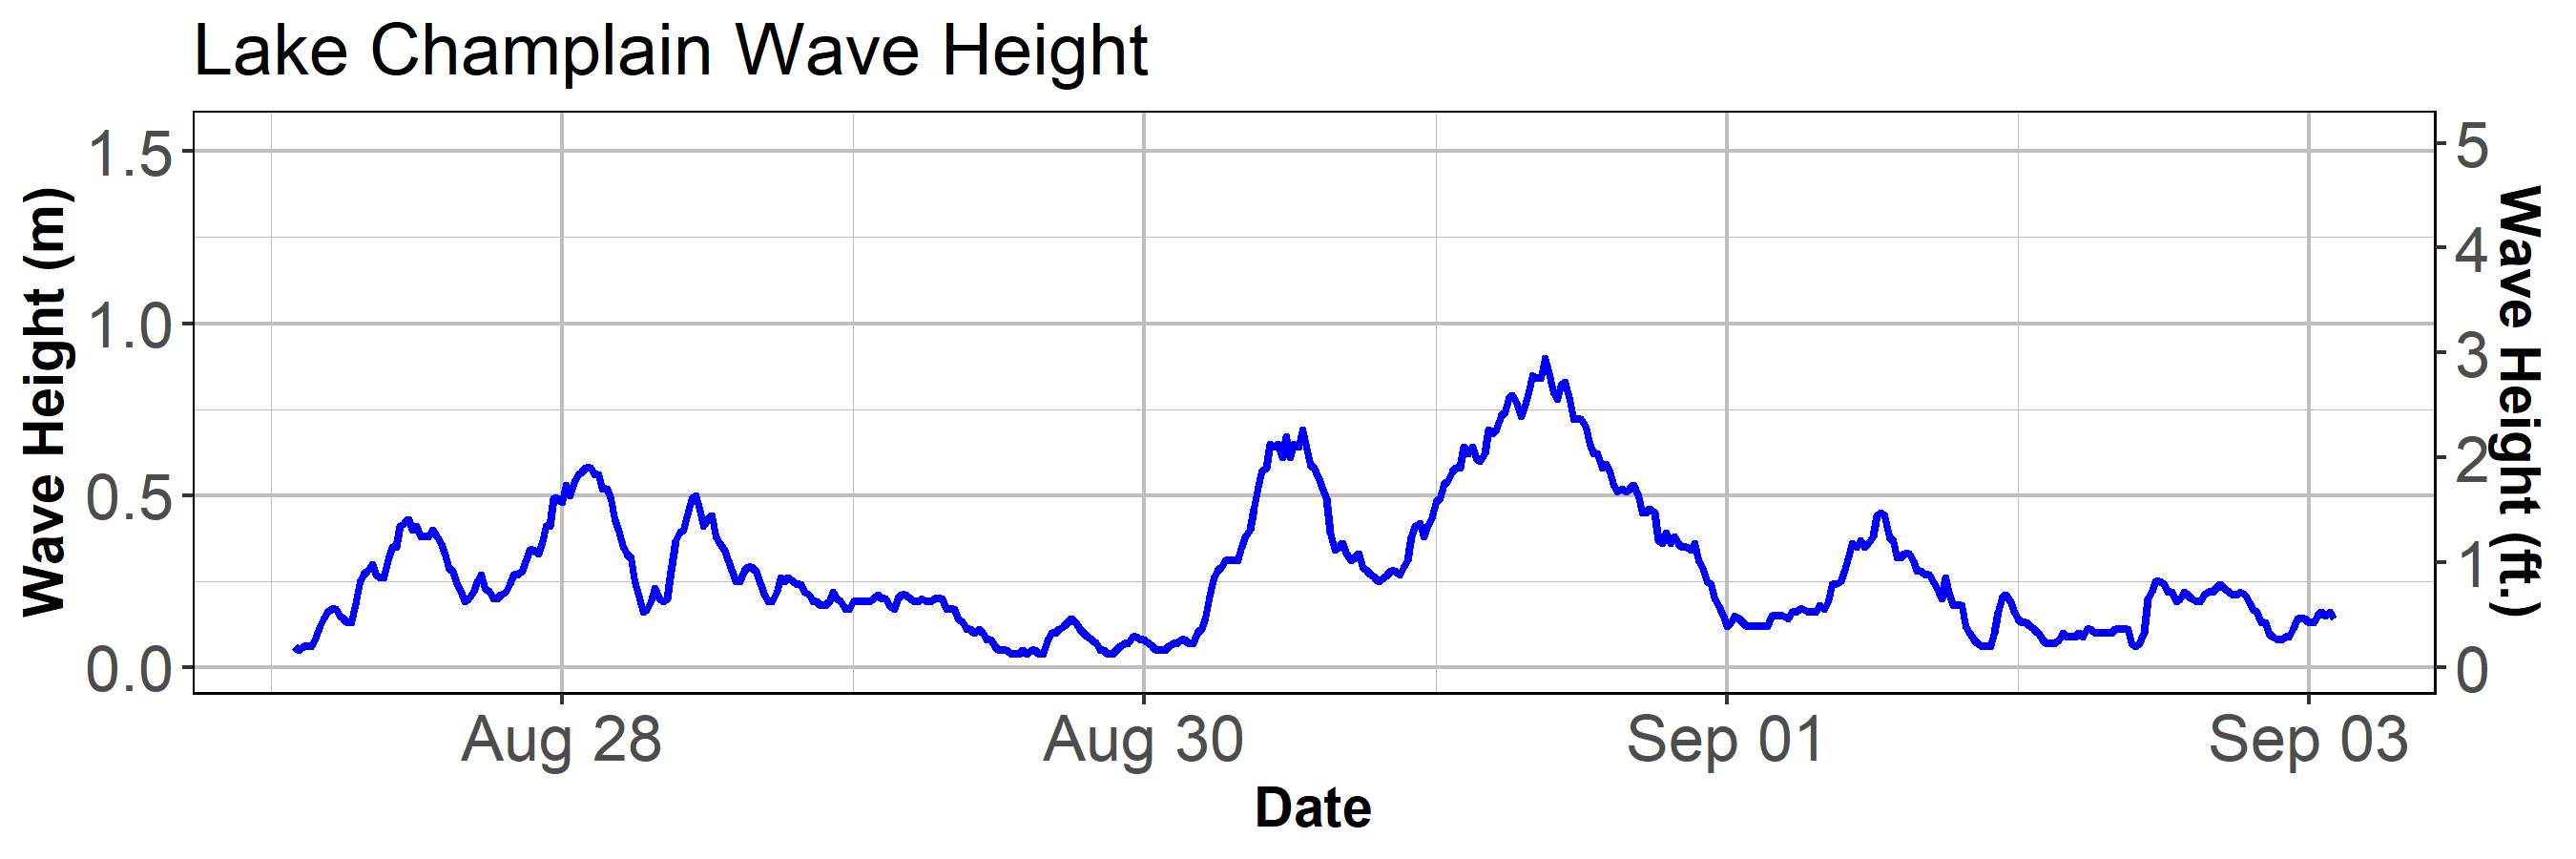 Lake Champlain Wave Height
Wave Height (m)
1.5
1.0
0.5
0.0
5
4
3
2
1
0
Wave Height (ft.)
Aug 28
Aug 30
Sep 01
Sep 03
Date